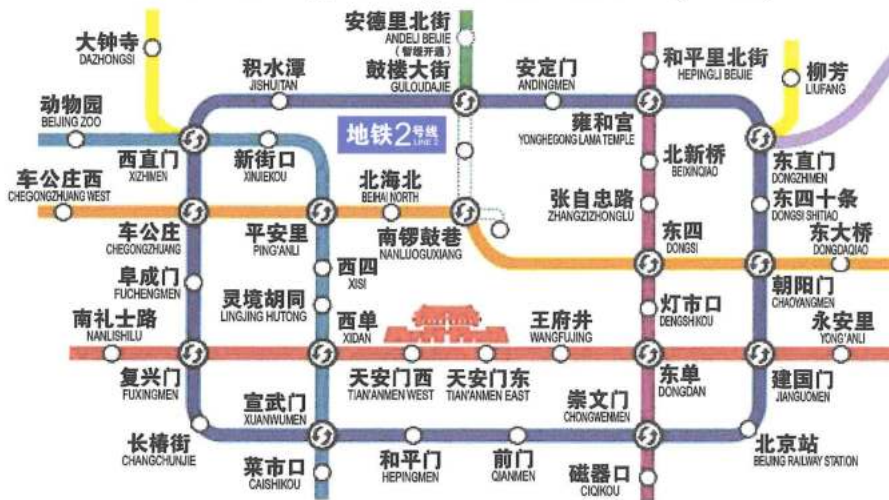 大钟寺
DAZHONGSI
积水潭
JISHUITAN
安德里北街
ANDELI BEIJIE
(暂缓开通)
鼓楼大街
GULOUDAJIE
安定门
ANDINGMEN
和平里北街
HEPINGLI BEIJIE
柳芳
LIUFANG
动物园
BEIJING ZOO
地铁2号线
LINE 2
雍和宫
YONGHEGONG LAMA TEMPLE
西直门
XIZHIMEN
新街口
XINJIEKOU
北新桥
BEIXINQIAO
东直门
DONGZHIMEN
车公庄西
CHEGONGZHUANG WEST
北海北
BEIHAI NORTH
张自忠路
ZHANGZIZHONGLU
东四十条
DONGSI SHITIAO
车公庄
CHEGONGZHUANG
平安里
PING'ANLI
南锣鼓巷
NANLUOGUXIANG
东四
DONGSI
东大桥
DONGDAQIAO
阜成门
FUCHENGMEN
西四
XISI
朝阳门
CHAOYANGMEN
灵境胡同
LINGJING HUTONG
灯市口
DENGSHIKOU
南礼士路
NANLISHILU
西单
XIDAN
王府井
WANGFUJING
永安里
YONG'ANLI
复兴门
FUXINGMEN
天安门西
TIAN'ANMEN WEST
天安门东
TIAN'ANMEN EAST
东单
DONGDAN
建国门
JIANGUOMEN
宣武门
XUANWUMEN
崇文门
CHONGWENMEN
长椿街
CHANGCHUNJIE
和平门
HEPINGMEN
前门
QIANMEN
北京站
BEIJING RAILWAY STATION
菜市口
CAISHIKOU
磁器口
CIQIKOU